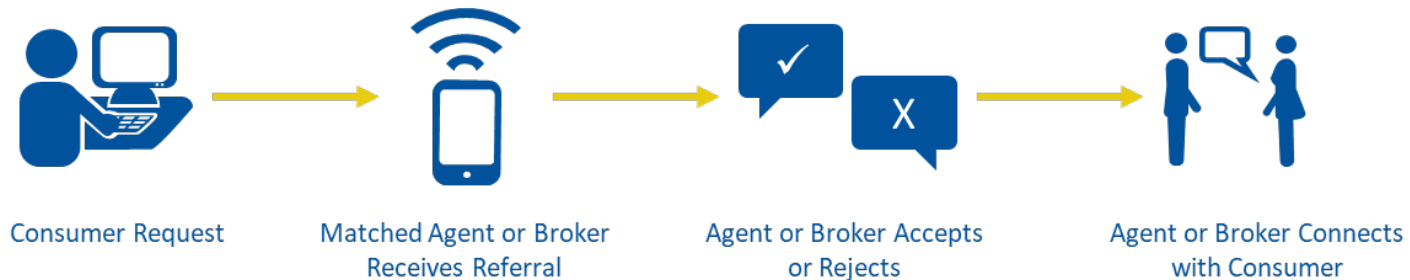 X
Consumer Request
Matched Agent or Broker
Receives Referral
Agent or Broker Accepts
or Rejects
Agent or Broker Connects
with Consumer